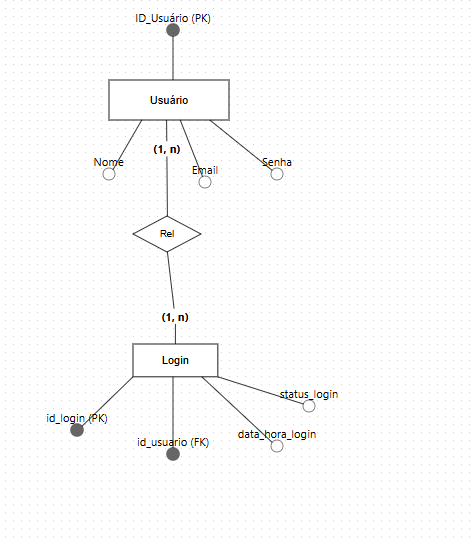 ID_Usuário (PK)
Usuário
Nome
(1, n)
Email
Senha
Rel
(1, n)
Login
id_login (PK)
id_usuario (FK)
data_hora_login
status_login